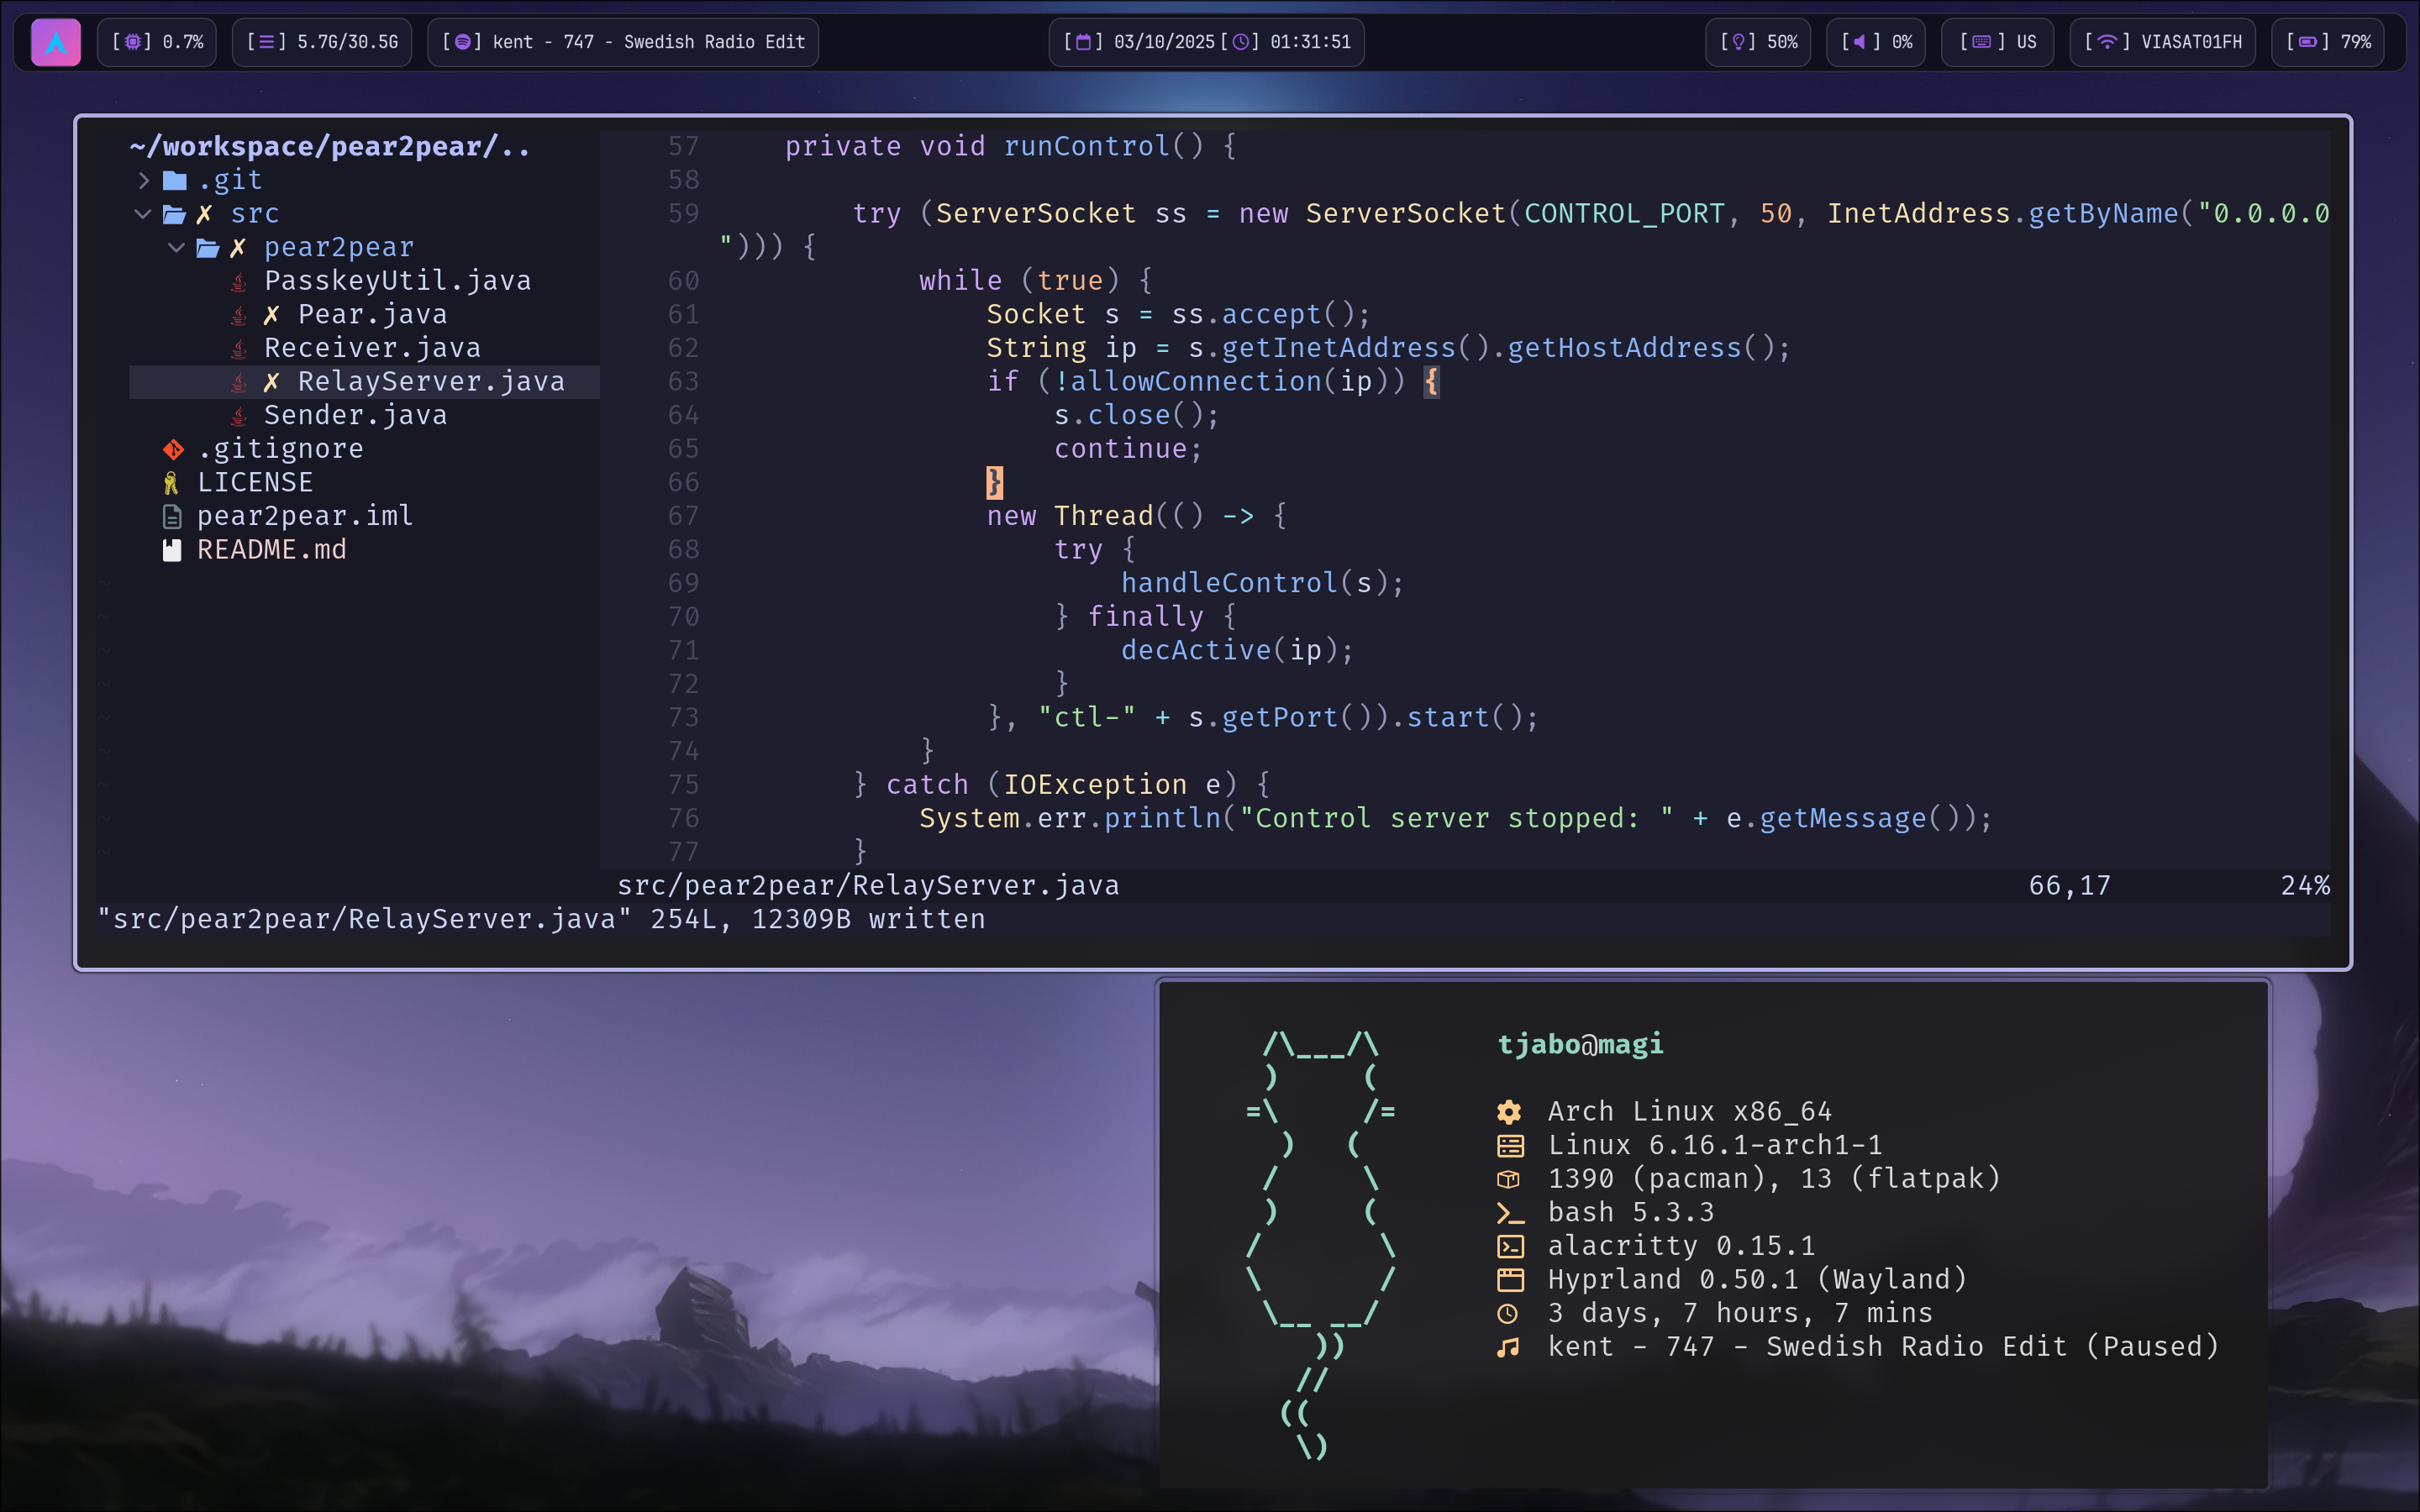 [ ] 0.7% [ ] 5.7G/30.5G [ ] kent - 747 - Swedish Radio Edit [ ] 03/10/2025 [ ] 01:31:51 [ ] 50% [ ] 0% [ ] US [ ] VIASAT01FH [ ] 79%
~/workspace/pear2pear/..
.git
✗ src
✗ pear2pear
PasskeyUtil.java
✗ Pear.java
Receiver.java
✗ RelayServer.java
Sender.java
.gitignore
LICENSE
pear2pear.iml
README.md
~
~
~
~
~
~
~
~
~
57     private void runControl() {
58
59         try (ServerSocket ss = new ServerSocket(CONTROL_PORT, 50, InetAddress.getByName("0.0.0.0
"))) {
60             while (true) {
61                 Socket s = ss.accept();
62                 String ip = s.getInetAddress().getHostAddress();
63                 if (!allowConnection(ip)) {
64                     s.close();
65                     continue;
66                 }
67                 new Thread(() -> {
68                     try {
69                         handleControl(s);
70                     } finally {
71                         decActive(ip);
72                     }
73                 }, "ctl-" + s.getPort()).start();
74             }
75         } catch (IOException e) {
76             System.err.println("Control server stopped: " + e.getMessage());
77         }
src/pear2pear/RelayServer.java 66,17 24%
"src/pear2pear/RelayServer.java" 254L, 12309B written
 /\___/\
 )     (
=\     /=
  )   (
 /     \
 )     (
/       \
\       /
 \__ __/
    ))
   //
  ((
   \)
tjabo@magi
Arch Linux x86_64
Linux 6.16.1-arch1-1
1390 (pacman), 13 (flatpak)
bash 5.3.3
alacritty 0.15.1
Hyprland 0.50.1 (Wayland)
3 days, 7 hours, 7 mins
kent - 747 - Swedish Radio Edit (Paused)